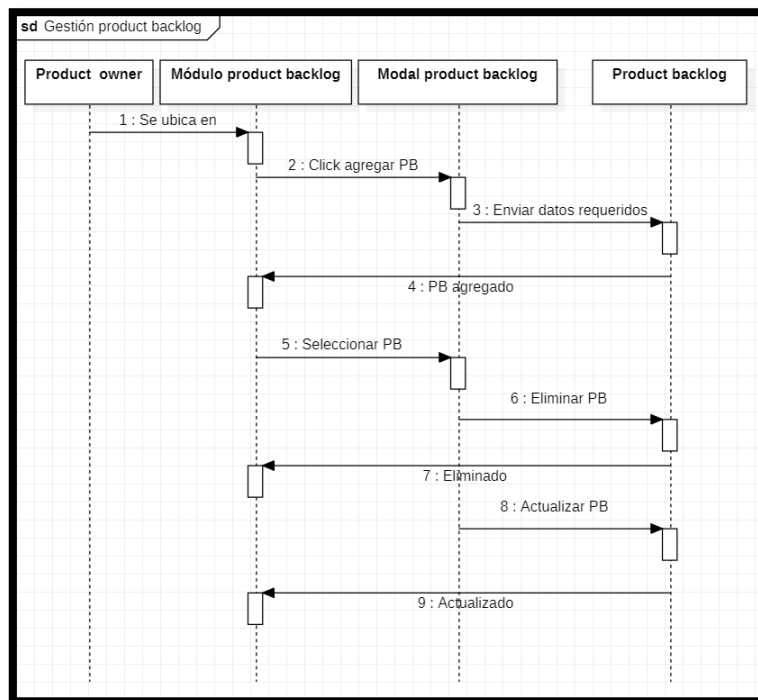 sd Gestión product backlog
Product owner
Módulo product backlog
Modal product backlog
Product backlog
1 : Se ubica en
2 : Click agregar PB
3 : Enviar datos requeridos
4 : PB agregado
5 : Seleccionar PB
6 : Eliminar PB
7 : Eliminado
8 : Actualizar PB
9 : Actualizado